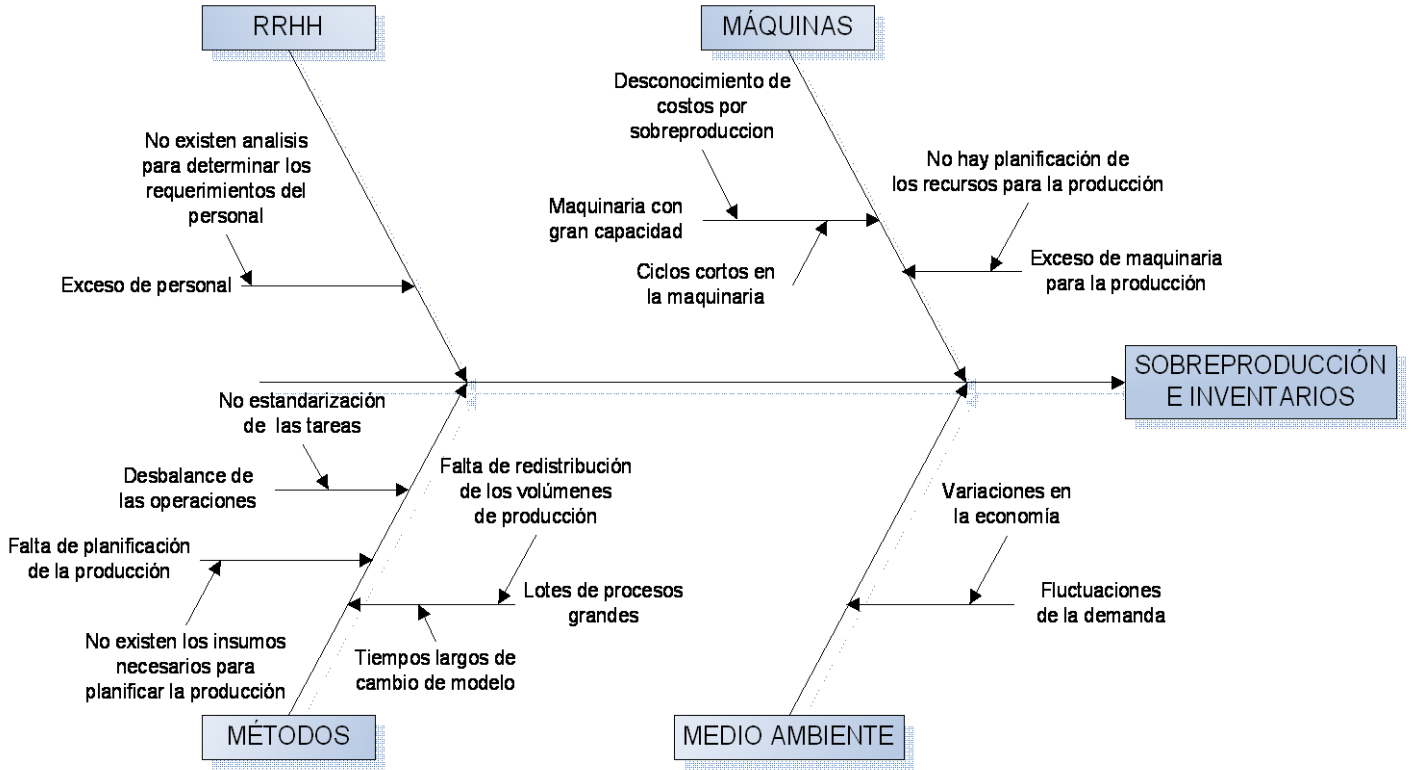 RRHH
MÁQUINAS
Desconocimiento de
costos por
sobreproduccion
No existen analisis
para determinar los
requerimientos del
personal
No hay planificación de
los recursos para la producción
Maquinaria con
gran capacidad
Exceso de personal
Ciclos cortos en
la maquinaria
Exceso de maquinaria
para la producción
SOBREPRODUCCIÓN
E INVENTARIOS
No estandarización
de las tareas
Desbalance de
las operaciones
Falta de redistribución
de los volúmenes
de producción
Variaciones en
la economía
Falta de planificación
de la producción
Lotes de procesos
grandes
Fluctuaciones
de la demanda
No existen los insumos
necesarios para
planificar la producción
Tiempos largos de
cambio de modelo
MÉTODOS
MEDIO AMBIENTE